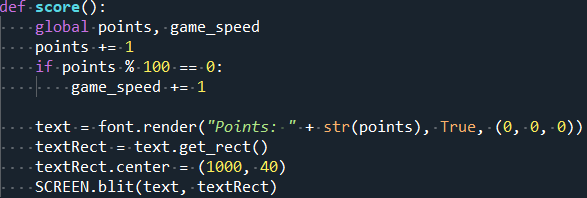 def score():
    global points, game_speed
    points += 1
    if points % 100 == 0:
        game_speed += 1

    text = font.render("Points: " + str(points), True, (0, 0, 0))
    textRect = text.get_rect()
    textRect.center = (1000, 40)
    SCREEN.blit(text, textRect)